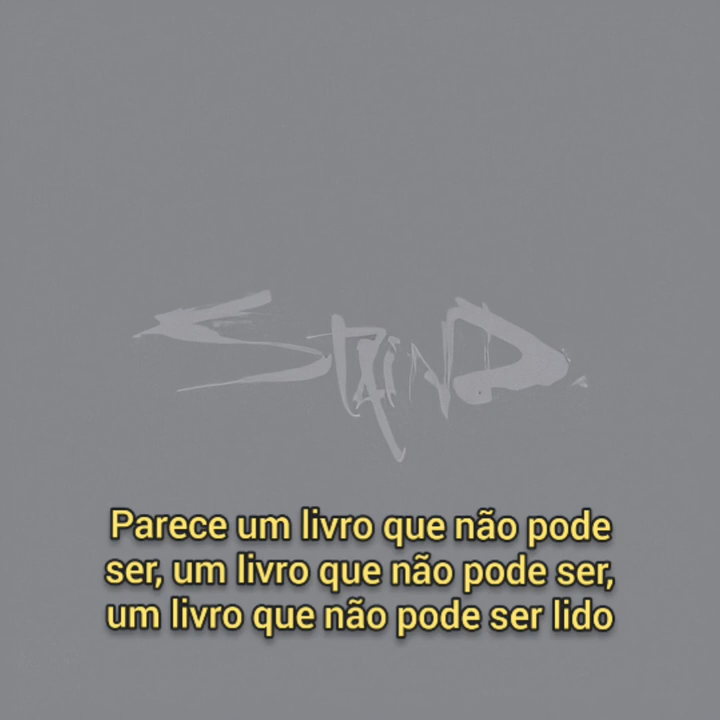 STAIND
Parece um livro que não pode
ser, um livro que não pode ser,
um livro que não pode ser lido